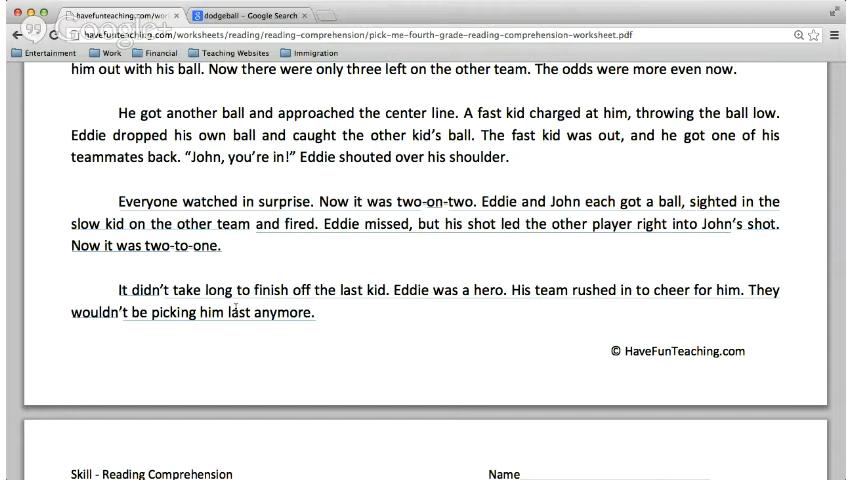 havefunteaching.com/wor
dodgeball – Google Search
Google+
havefunteaching.com/worksheets/reading/reading-comprehension/pick-me-fourth-grade-reading-comprehension-worksheet.pdf
Entertainment Work Financial Teaching Websites Immigration
him out with his ball. Now there were only three left on the other team. The odds were more even now.
He got another ball and approached the center line. A fast kid charged at him, throwing the ball low.
Eddie dropped his own ball and caught the other kid's ball. The fast kid was out, and he got one of his
teammates back. "John, you're in!" Eddie shouted over his shoulder.
Everyone watched in surprise. Now it was two-on-two. Eddie and John each got a ball, sighted in the
slow kid on the other team and fired. Eddie missed, but his shot led the other player right into John's shot.
Now it was two-to-one.
It didn't take long to finish off the last kid. Eddie was a hero. His team rushed in to cheer for him. They
wouldn't be picking him last anymore.
© HaveFunTeaching.com
Skill - Reading Comprehension
Name